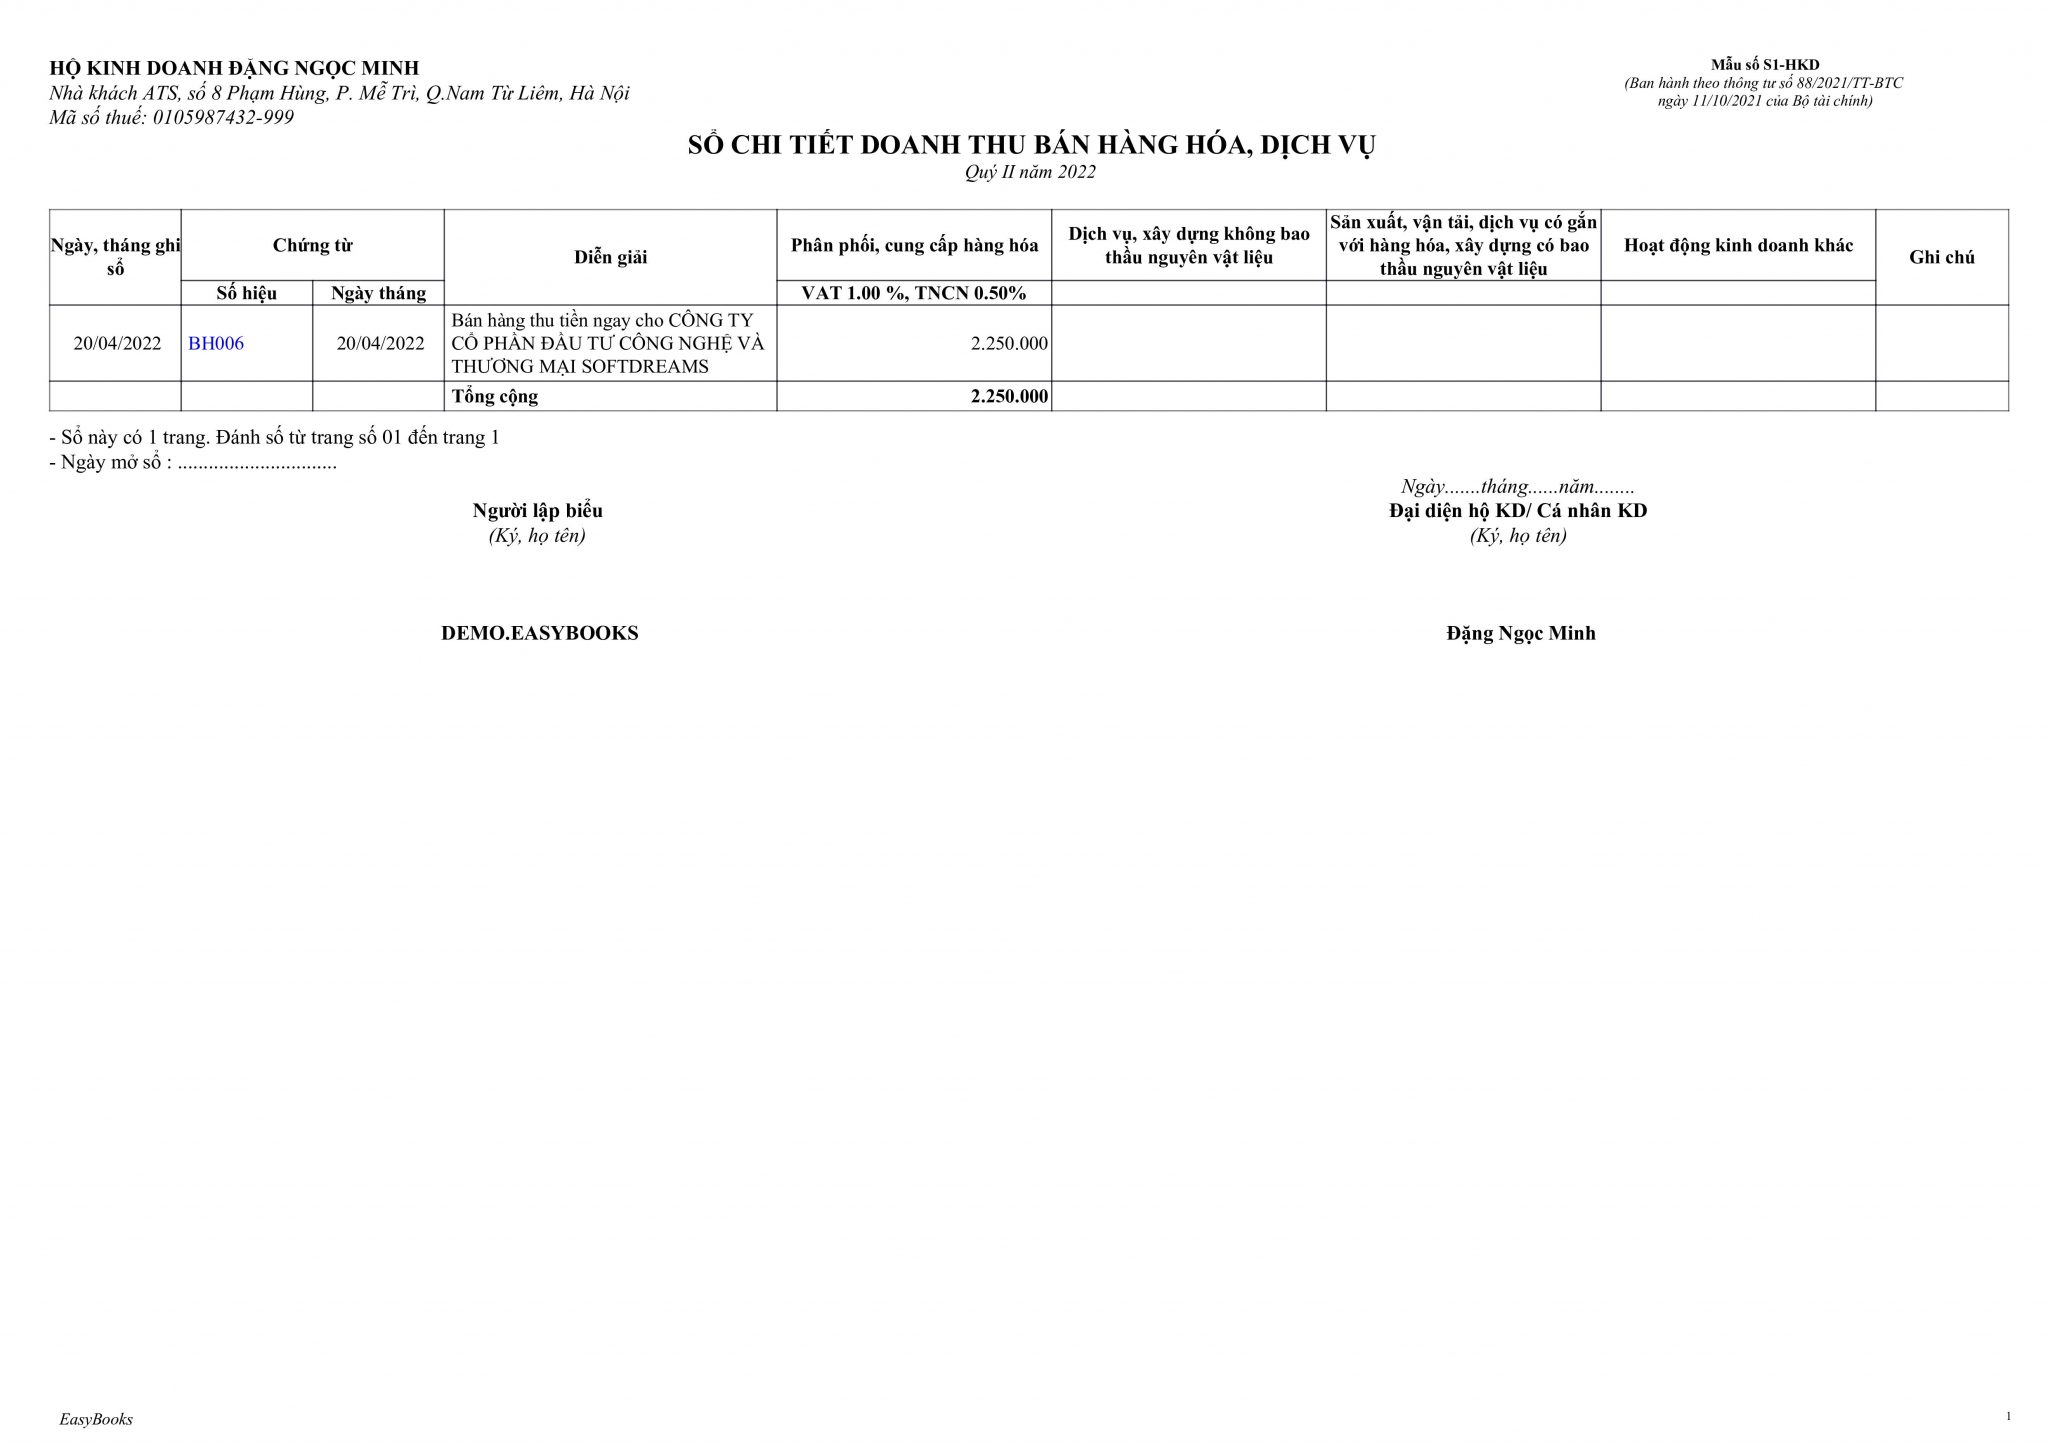 HỘ KINH DOANH ĐẶNG NGỌC MINH
Nhà khách ATS, số 8 Phạm Hùng, P. Mễ Trì, Q.Nam Từ Liêm, Hà Nội
Mã số thuế: 0105987432-999
Mẫu số S1-HKD
(Ban hành theo thông tư số 88/2021/TT-BTC
ngày 11/10/2021 của Bộ tài chính)
SỔ CHI TIẾT DOANH THU BÁN HÀNG HÓA, DỊCH VỤ
Quý II năm 2022
Ngày, tháng ghi
sổ
Chứng từ
Số hiệu
Ngày tháng
Diễn giải
Phân phối, cung cấp hàng hóa
VAT 1.00 %, TNCN 0.50%
Dịch vụ, xây dựng không bao
thầu nguyên vật liệu
Sản xuất, vận tải, dịch vụ có gắn
với hàng hóa, xây dựng có bao
thầu nguyên vật liệu
Hoạt động kinh doanh khác
Ghi chú
20/04/2022
BH006
20/04/2022
Bán hàng thu tiền ngay cho CÔNG TY
CỔ PHẦN ĐẦU TƯ CÔNG NGHỆ VÀ
THƯƠNG MẠI SOFTDREAMS
2.250.000
Tổng cộng
2.250.000
- Sổ này có 1 trang. Đánh số từ trang số 01 đến trang 1
- Ngày mở sổ : ...............................
Ngày.......tháng......năm........
Người lập biểu
(Ký, họ tên)
Đại diện hộ KD/ Cá nhân KD
(Ký, họ tên)
DEMO.EASYBOOKS
Đặng Ngọc Minh
EasyBooks
1